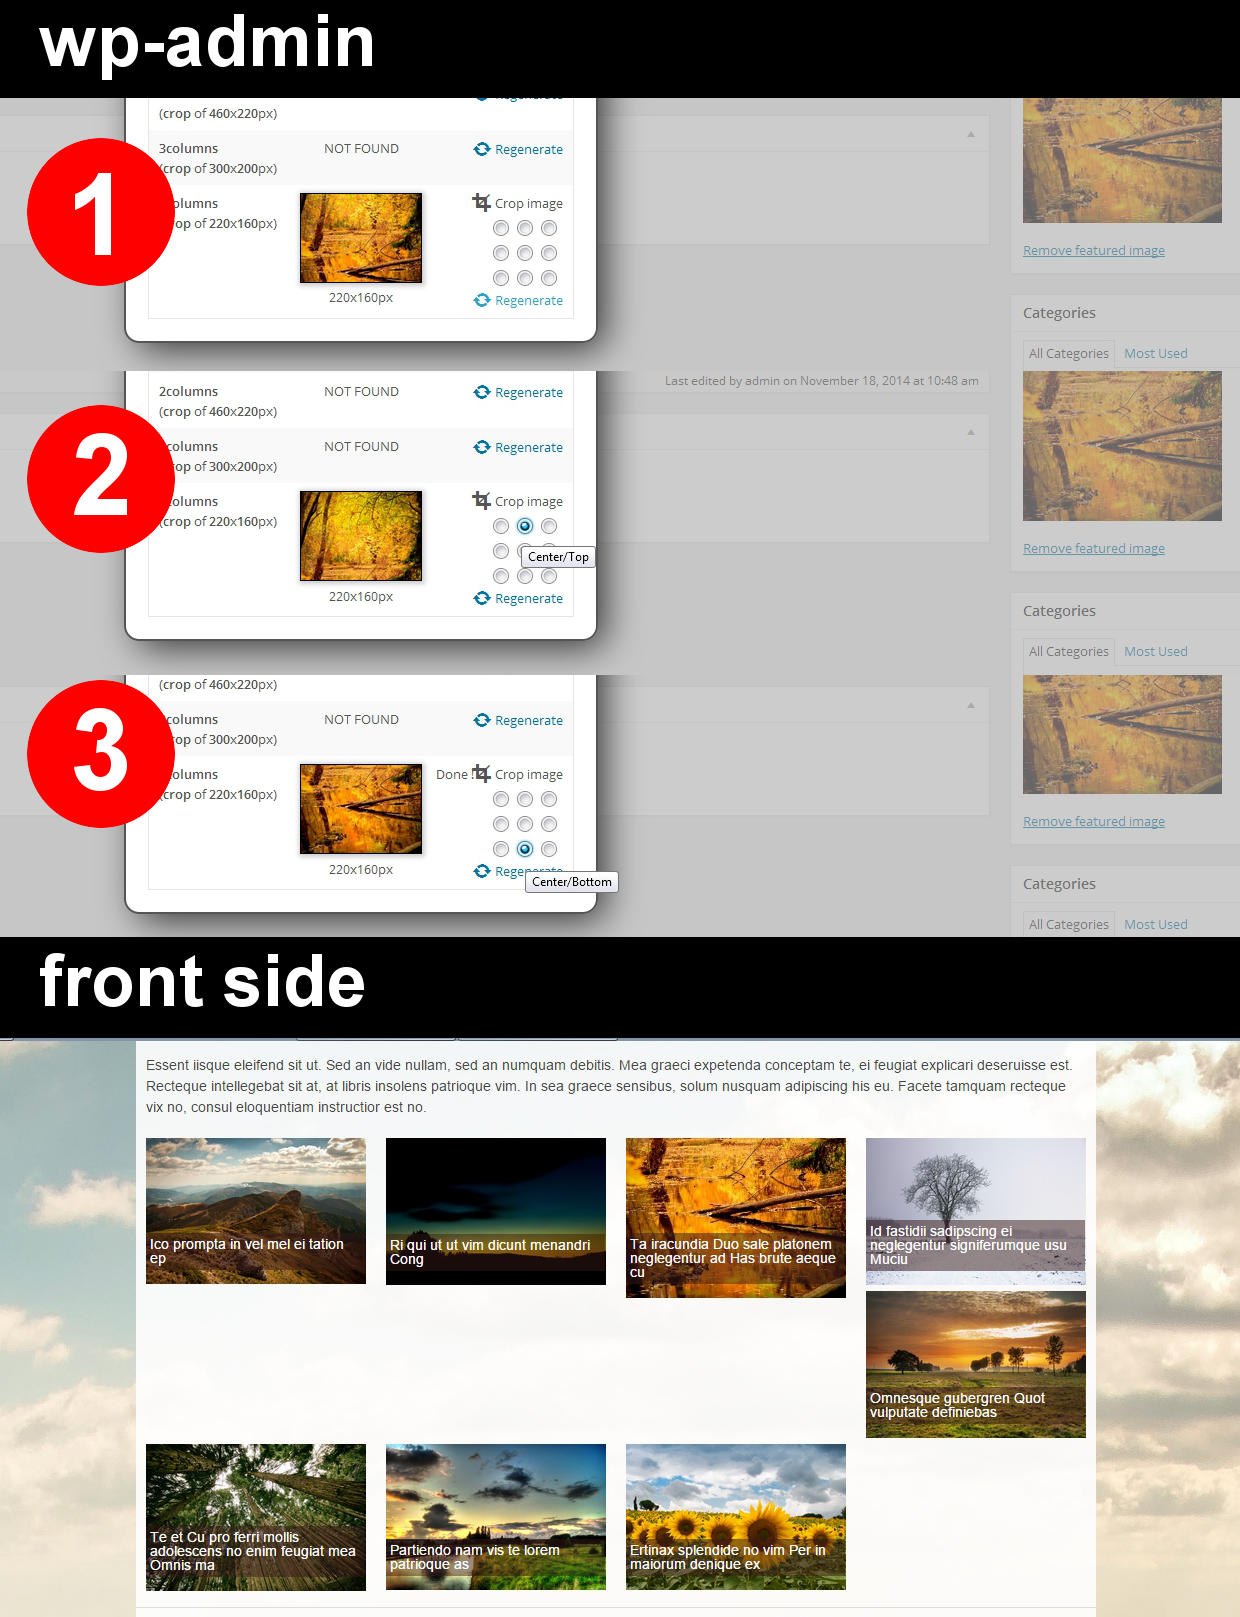 wp-admin
(crop of 460x220px)
3columns
NOT FOUND
Regenerate
(crop of 300x200px)
olumns
Crop image
op of 220x160px)
220x160px
Regenerate
Remove featured image
Categories
All Categories
Most Used
1
2columns
NOT FOUND
Regenerate
(crop of 460x220px)
Last edited by admin on November 18, 2014 at 10:48 am
columns
NOT FOUND
Regenerate
op of 300x200px)
olumns
Crop image
(crop of 220x160px)
Center/Top
220x160px
Regenerate
Remove featured image
Categories
All Categories
Most Used
2
(crop of 460x220px)
columns
NOT FOUND
Regenerate
op of 300x200px)
olumns
Done !
Crop image
(crop of 220x160px)
220x160px
Regenerate
Center/Bottom
Remove featured image
Categories
All Categories
Most Used
3
front side
Essent iisque eleifend sit ut. Sed an vide nullam, sed an numquam debitis. Mea graeci expetenda conceptam te, ei feugiat explicari deseruisse est.
Recteque intellegebat sit at, at libris insolens patrioque vim. In sea graece sensibus, solum nusquam adipiscing his eu. Facete tamquam recteque
vix no, consul eloquentiam instructior est no.
Ico prompta in vel mel ei tation
ep
Ri qui ut ut vim dicunt menandri
Cong
Ta iracundia Duo sale platonem
neglegentur ad Has brute aeque
cu
Id fastidii sadipscing ei
neglegentur signiferumque usu
Muciu
Omnesque gubergren Quot
vulputate definiebas
Te et Cu pro ferri mollis
adolescens no enim feugiat mea
Omnis ma
Partiendo nam vis te lorem
patrioque as
Ertinax splendide no vim Per in
maiorum denique ex